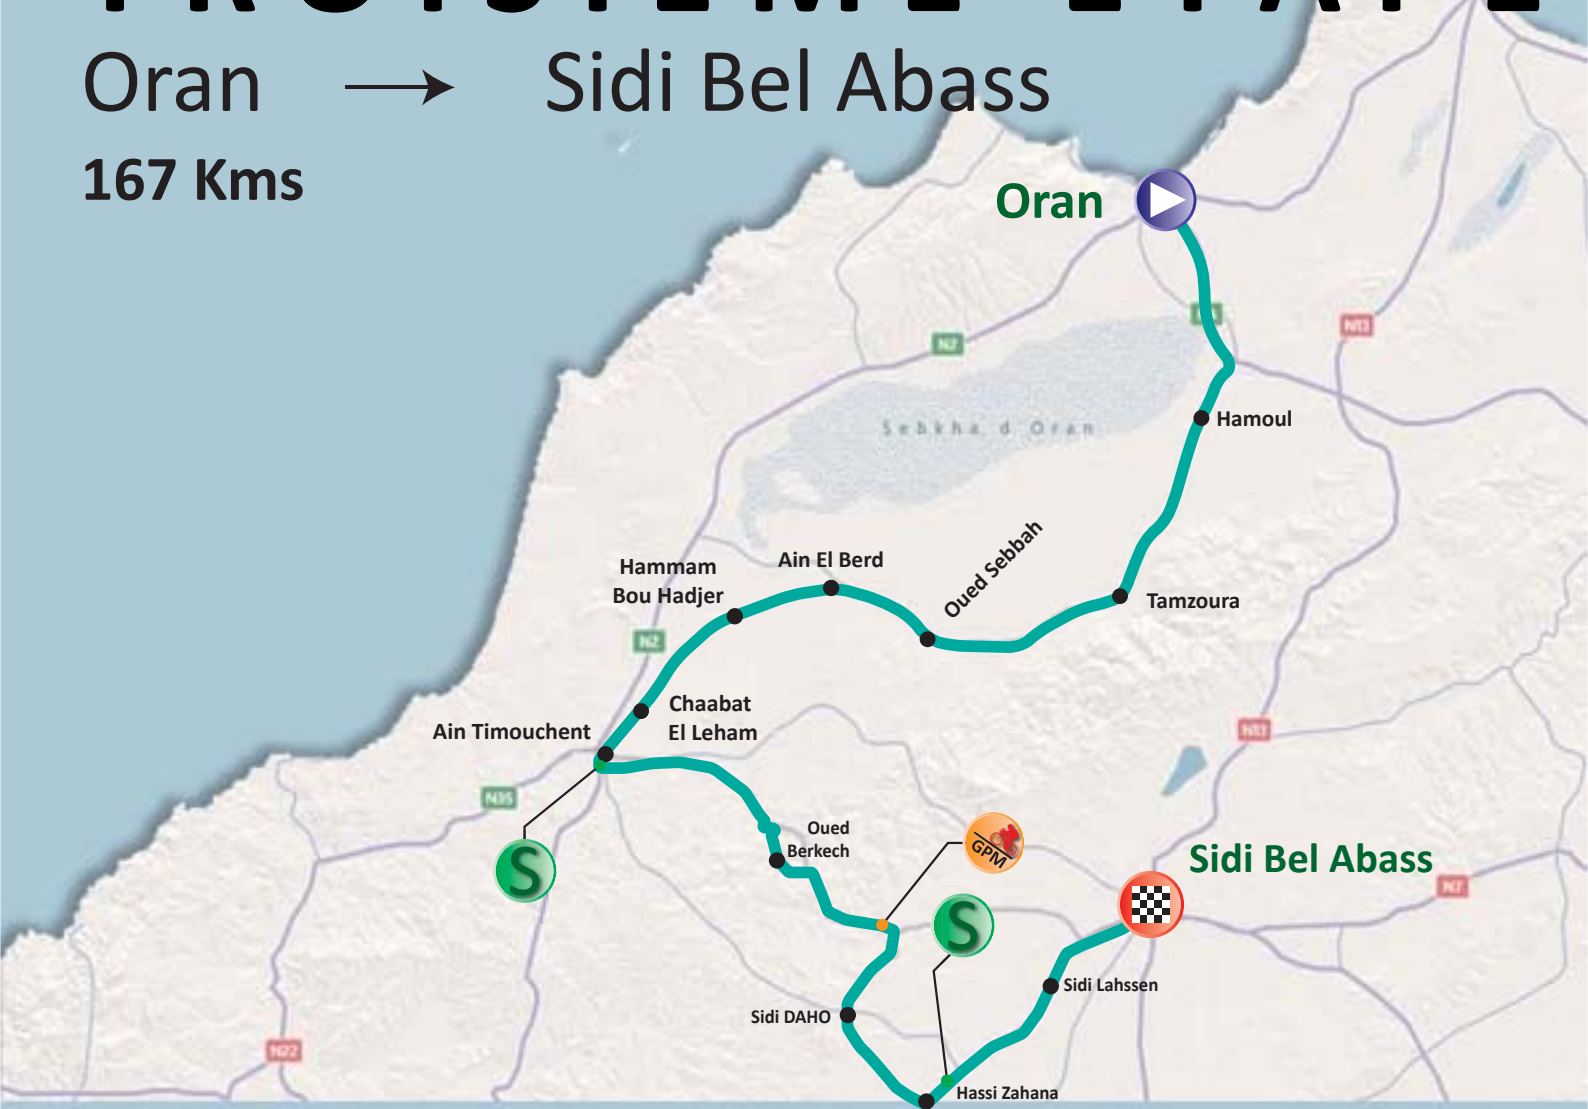 TROISIEME ETAPE
Oran → Sidi Bel Abass
167 Kms
Oran
N13
N2
Sebkha d Oran
Hamoul
Oued Sebbah
Ain El Berd
Hammam
Bou Hadjer
Tamzoura
N2
Chaabat
El Leham
Ain Timouchent
N13
N35
Oued
Berkech
GPM
S
Sidi Bel Abass
N7
S
Sidi Lahssen
Sidi DAHO
N22
Hassi Zahana